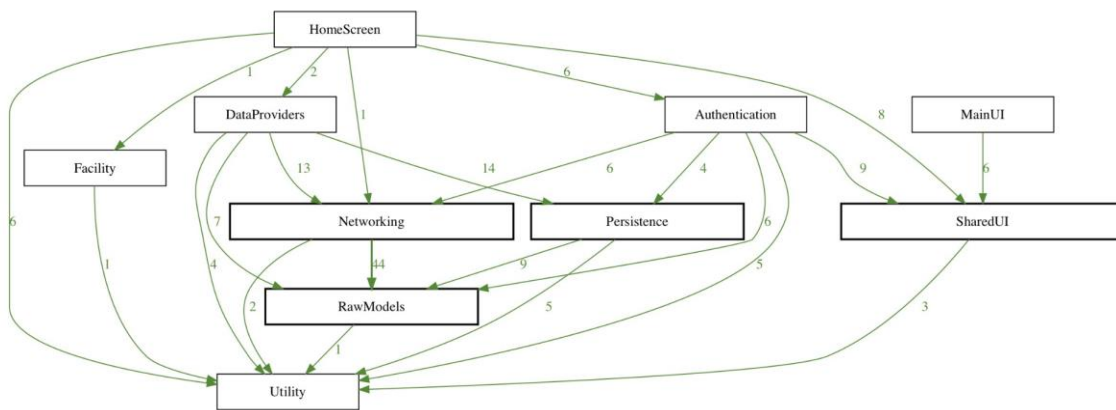 HomeScreen
1
2
6
DataProviders
Authentication
MainUI
1
8
Facility
13
14
6
4
9
6
6
7
Networking
Persistence
SharedUI
6
1
4
2
44
9
5
5
3
RawModels
1
Utility